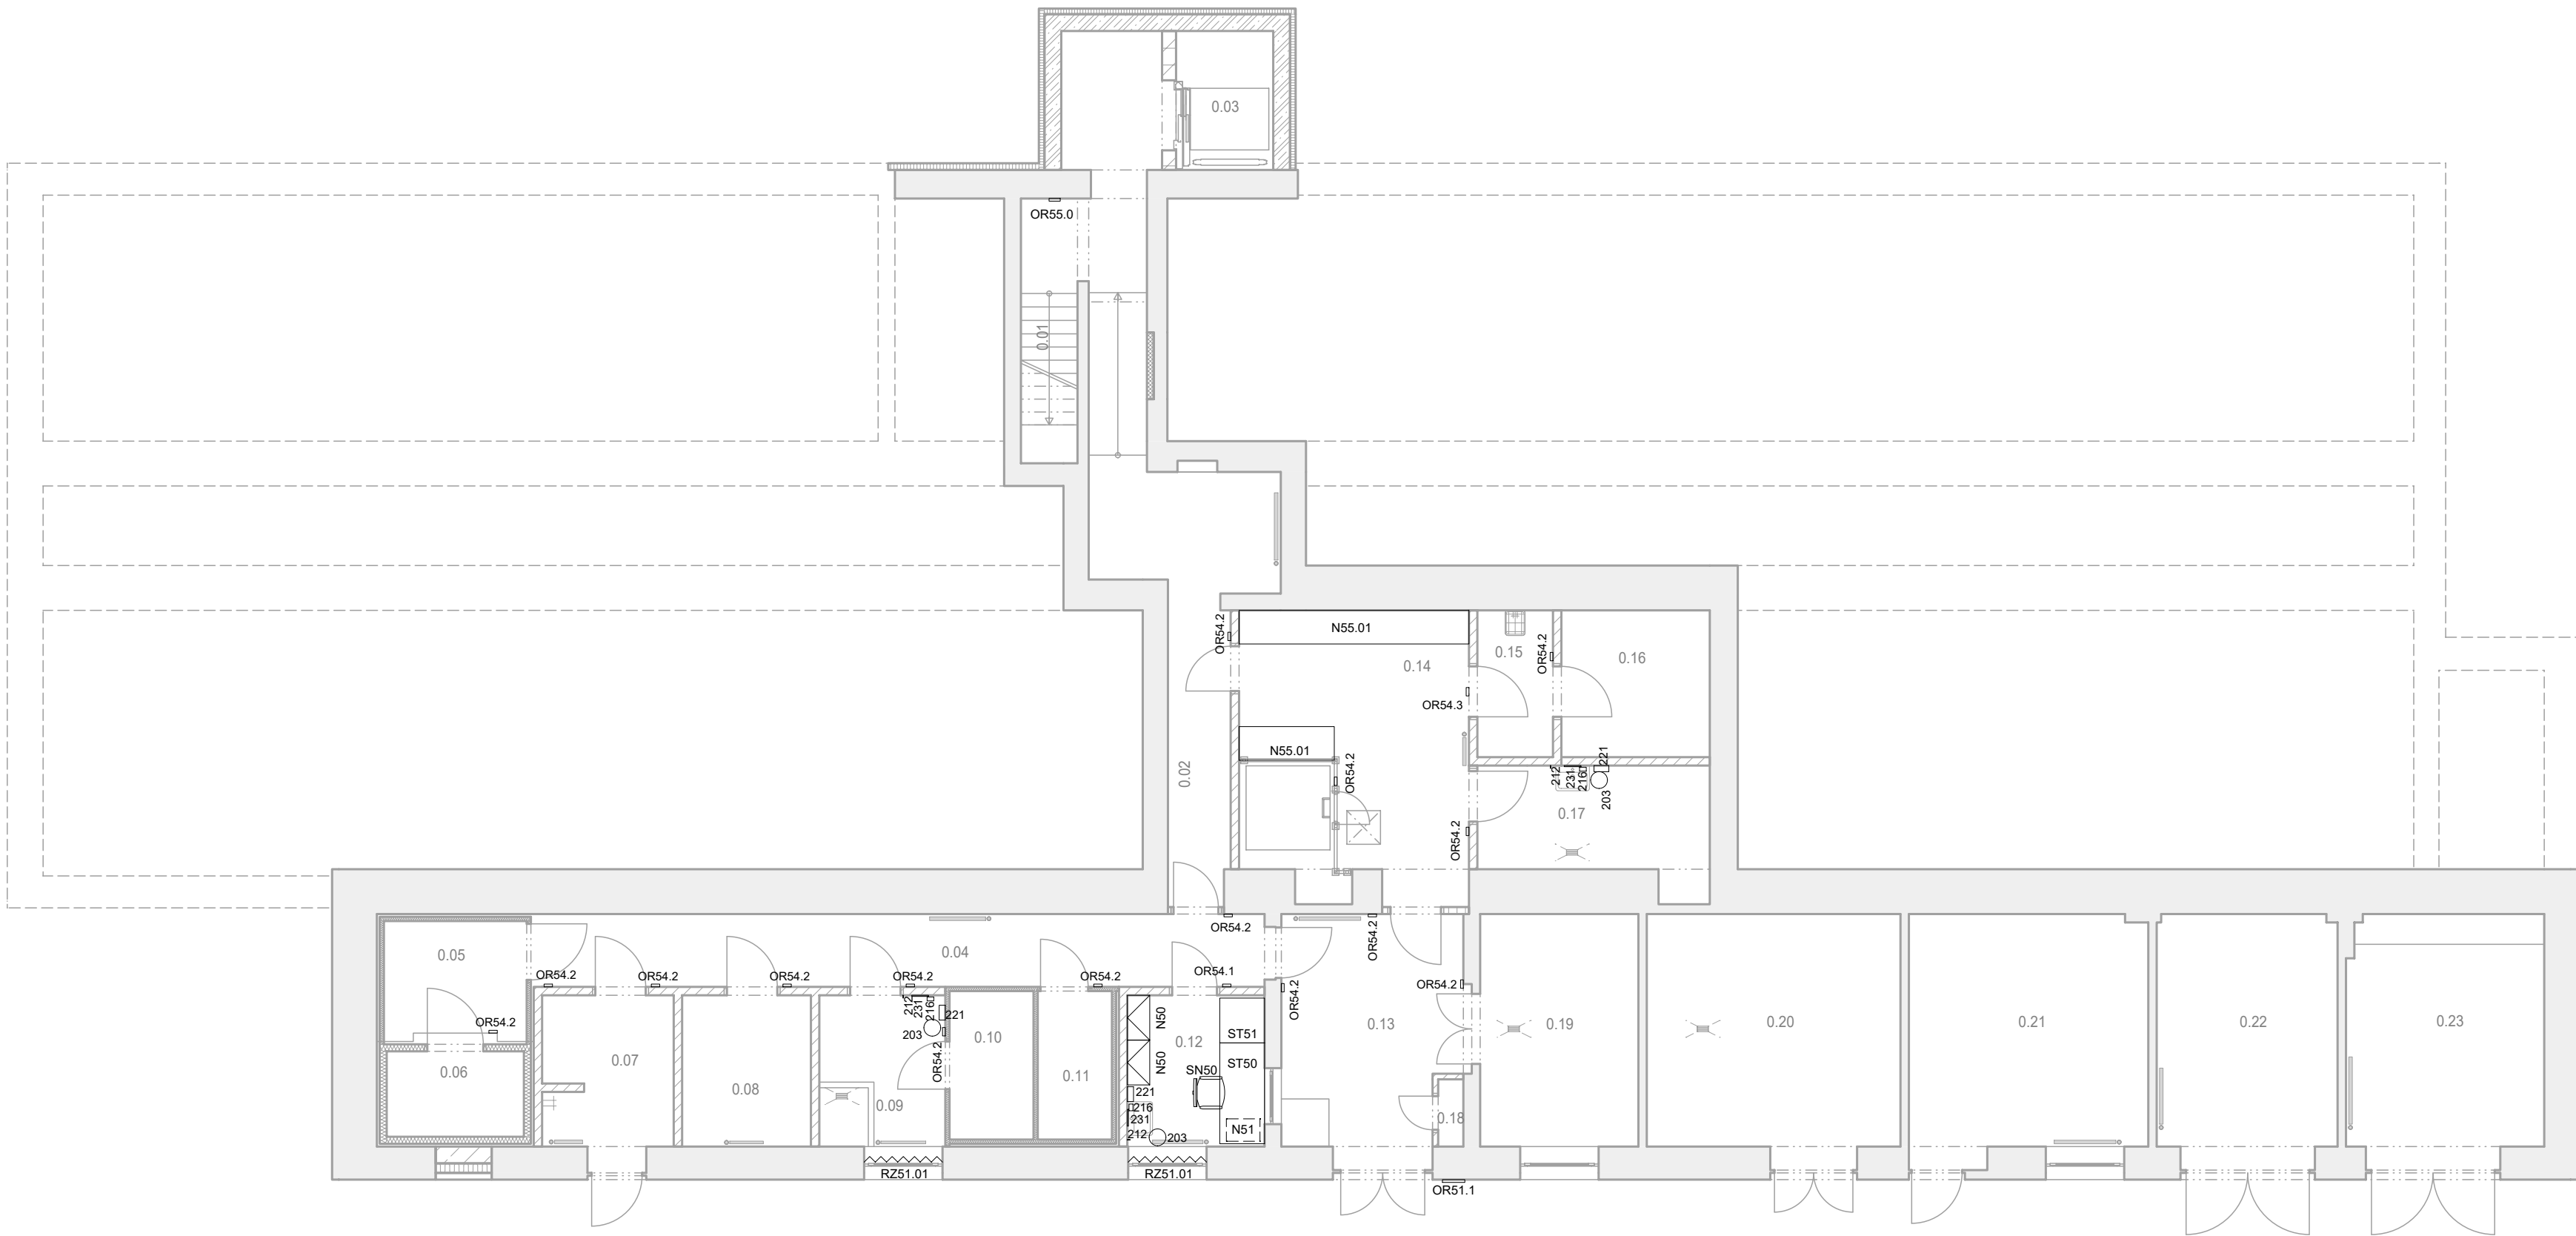 0.03
OR55.0
0.01
OR54.2
N55.01
0.14
0.15
OR54.2
0.16
OR54.3
N55.01
OR54.2
0.02
212
231
216
221
203
0.17
OR54.2
0.05
0.04
OR54.2
OR54.2
OR54.2
OR54.2
OR54.2
OR54.2
OR54.2
OR54.1
OR54.2
OR54.2
OR54.2
0.06
0.07
0.08
212
231
216
221
203
OR54.2
0.09
0.10
0.11
N50
N50
0.12
ST51
ST50
SN50
221
216
231
212
203
N51
0.13
0.18
0.19
0.20
0.21
0.22
0.23
RZ51.01
RZ51.01
OR51.1